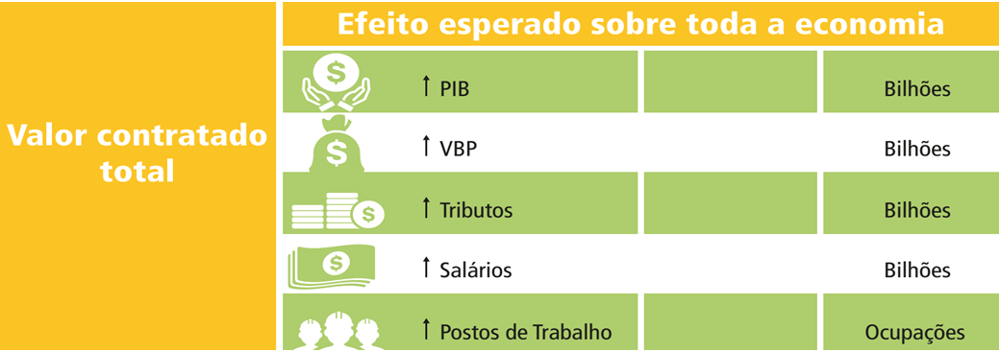 Efeito esperado sobre toda a economia
Valor contratado
total
$ ↑ PIB Bilhões
$ ↑ VBP Bilhões
$ ↑ Tributos Bilhões
$ ↑ Salários Bilhões
↑ Postos de Trabalho Ocupações